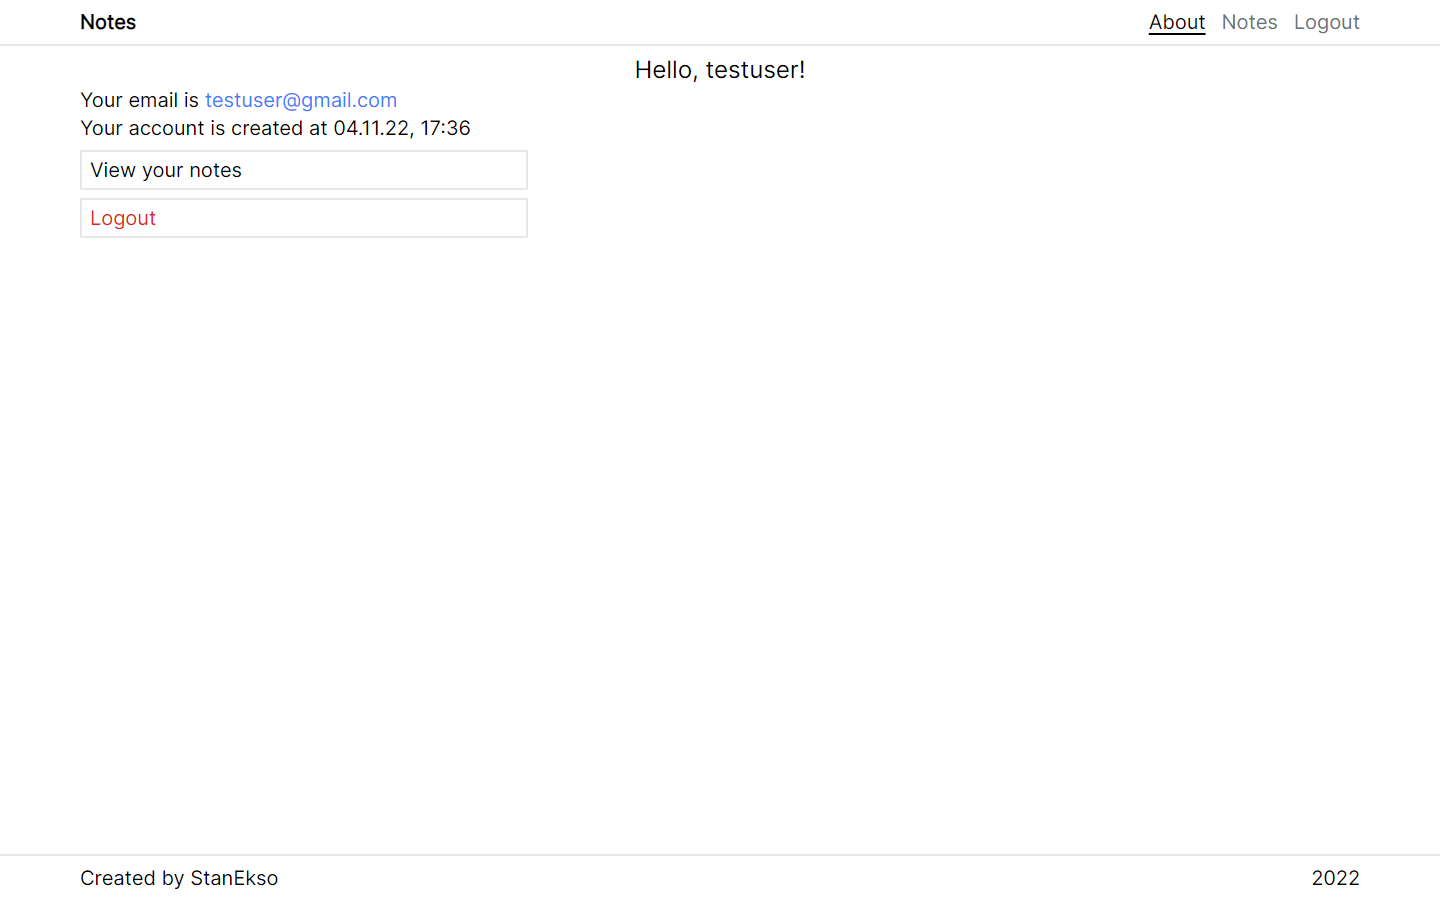 Notes About Notes Logout
Hello, testuser!
Your email is testuser@gmail.com
Your account is created at 04.11.22, 17:36
View your notes
Logout
Created by StanEkso 2022